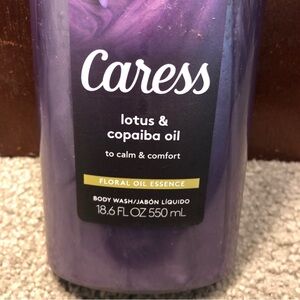 Caress
lotus &
copaiba oil
to calm & comfort
FLORAL OIL ESSENCE
BODY WASH/JABÓN LÍQUIDO
18.6 FL OZ 550 mL